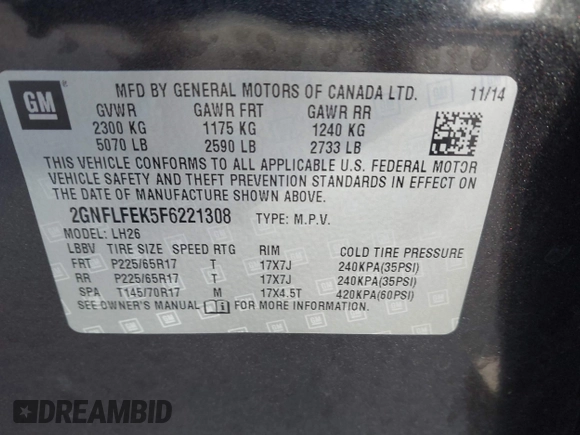 GM
MFD BY GENERAL MOTORS OF CANADA LTD. 11/14
GVWR GAWR FRT GAWR RR
2300 KG 1175 KG 1240 KG
5070 LB 2590 LB 2733 LB
THIS VEHICLE CONFORMS TO ALL APPLICABLE U.S. FEDERAL MOTOR
VEHICLE SAFETY AND THEFT PREVENTION STANDARDS IN EFFECT ON
THE DATE OF MANUFACTURE SHOWN ABOVE.
2GNFLFEK5F6221308 TYPE: M.P.V.
MODEL: LH26
LBBV TIRE SIZE SPEED RTG RIM COLD TIRE PRESSURE
FRT P225/65R17 T 17X7J 240KPA(35PSI)
RR P225/65R17 T 17X7J 240KPA(35PSI)
SPA T145/70R17 M 17X4.5T 420KPA(60PSI)
SEE OWNER'S MANUAL FOR MORE INFORMATION.
DREAMBID